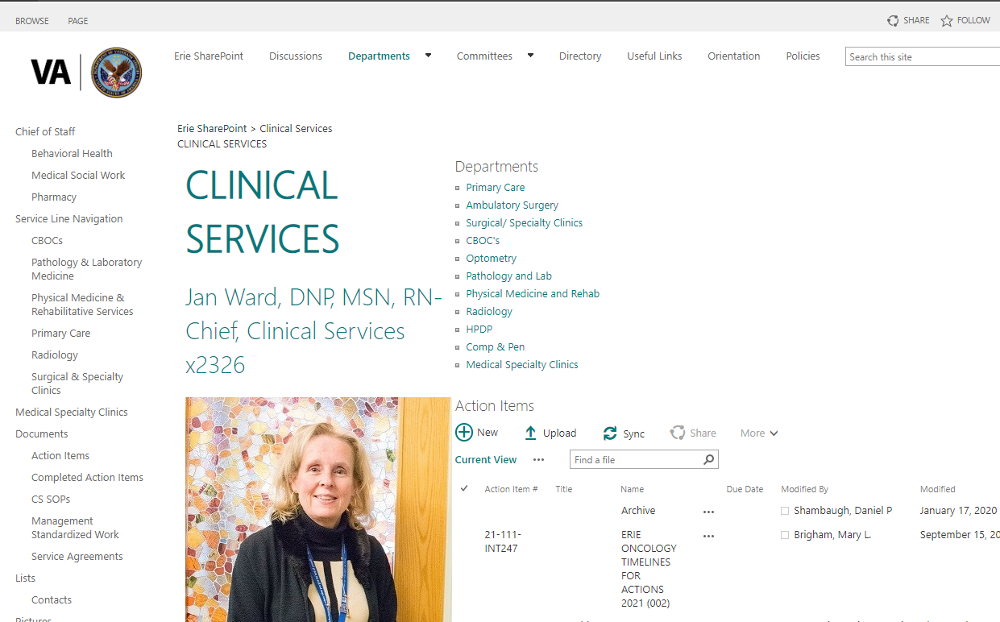 BROWSE PAGE SHARE FOLLOW
VA
Erie SharePoint Discussions Departments Committees Directory Useful Links Orientation Policies Search this site
Chief of Staff
Behavioral Health
Medical Social Work
Pharmacy
Service Line Navigation
CBOCs
Pathology & Laboratory
Medicine
Physical Medicine &
Rehabilitative Services
Primary Care
Radiology
Surgical & Specialty
Clinics
Medical Specialty Clinics
Documents
Action Items
Completed Action Items
CS SOPs
Management
Standardized Work
Service Agreements
Lists
Contacts
Pictures
Erie SharePoint > Clinical Services
CLINICAL SERVICES
CLINICAL
SERVICES
Jan Ward, DNP, MSN, RN-
Chief, Clinical Services
x2326
Departments
Primary Care
Ambulatory Surgery
Surgical/ Specialty Clinics
CBOC's
Optometry
Pathology and Lab
Physical Medicine and Rehab
Radiology
HPDP
Comp & Pen
Medical Specialty Clinics
Action Items
New Upload Sync Share More
Current View ••• Find a file
Action Item # Title Name Due Date Modified By Modified
Archive ••• Shambaugh, Daniel P January 17, 2020
21-111- ERIE ••• Brigham, Mary L. September 15, 20
INT247 ONCOLOGY
TIMELINES
FOR
ACTIONS
2021 (002)